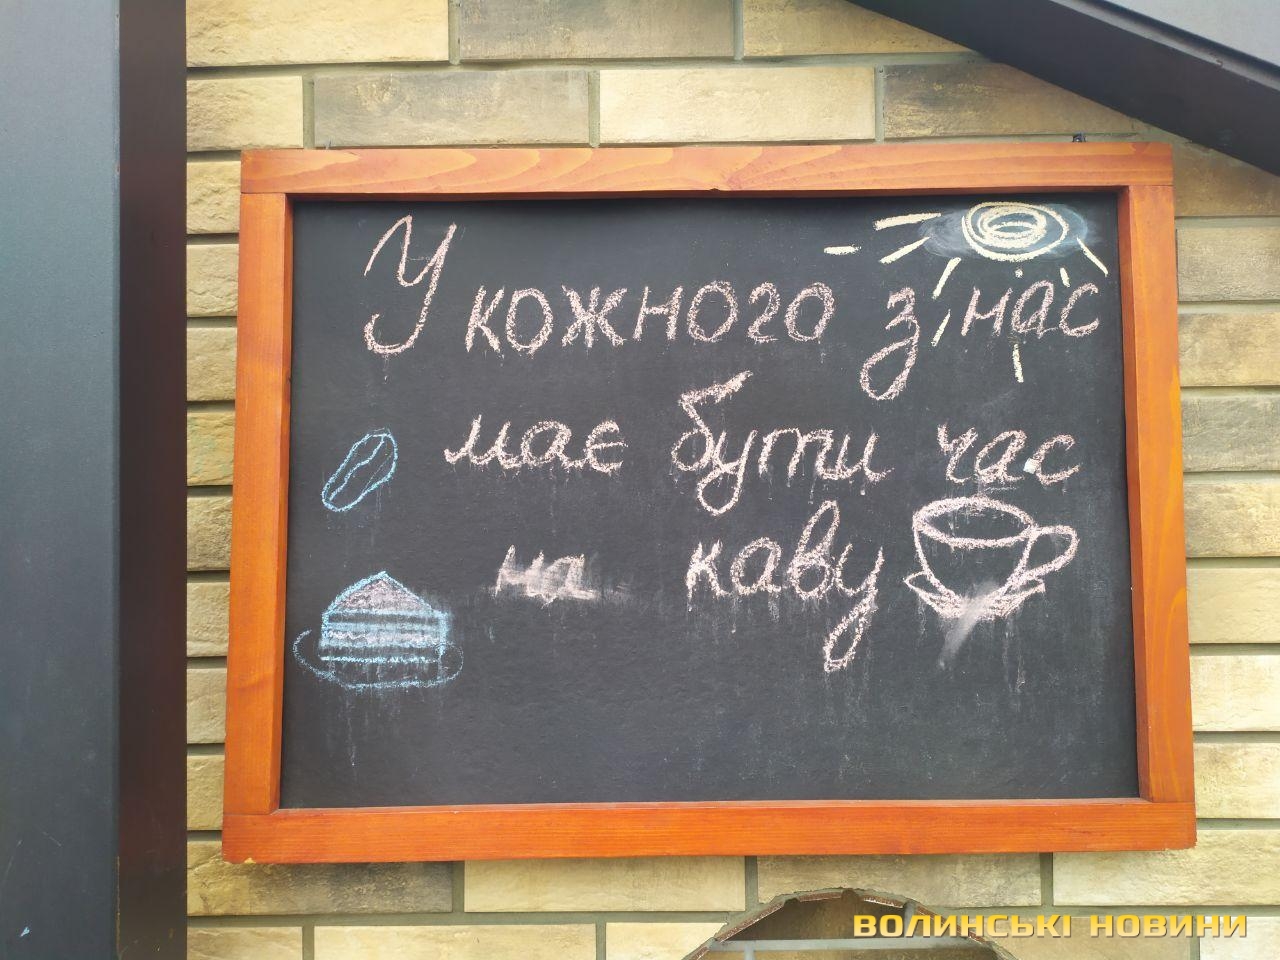 У кожного з нас
має бути час
на каву
ВОЛИНСЬКІ НОВИНИ